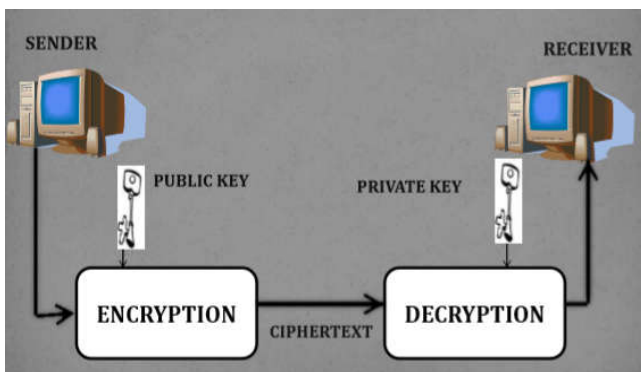 SENDER
RECEIVER
PUBLIC KEY
PRIVATE KEY
ENCRYPTION
CIPHERTEXT
DECRYPTION